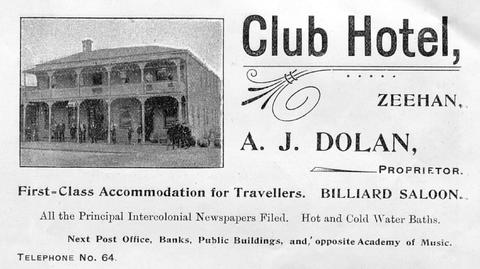 Club Hotel,
ZEEHAN,
A. J. DOLAN,
PROPRIETOR.
First-Class Accommodation for Travellers. BILLIARD SALOON.
All the Principal Intercolonial Newspapers Filed. Hot and Cold Water Baths.
Next Post Office, Banks, Public Buildings, and, opposite Academy of Music.
TELEPHONE No. 64.